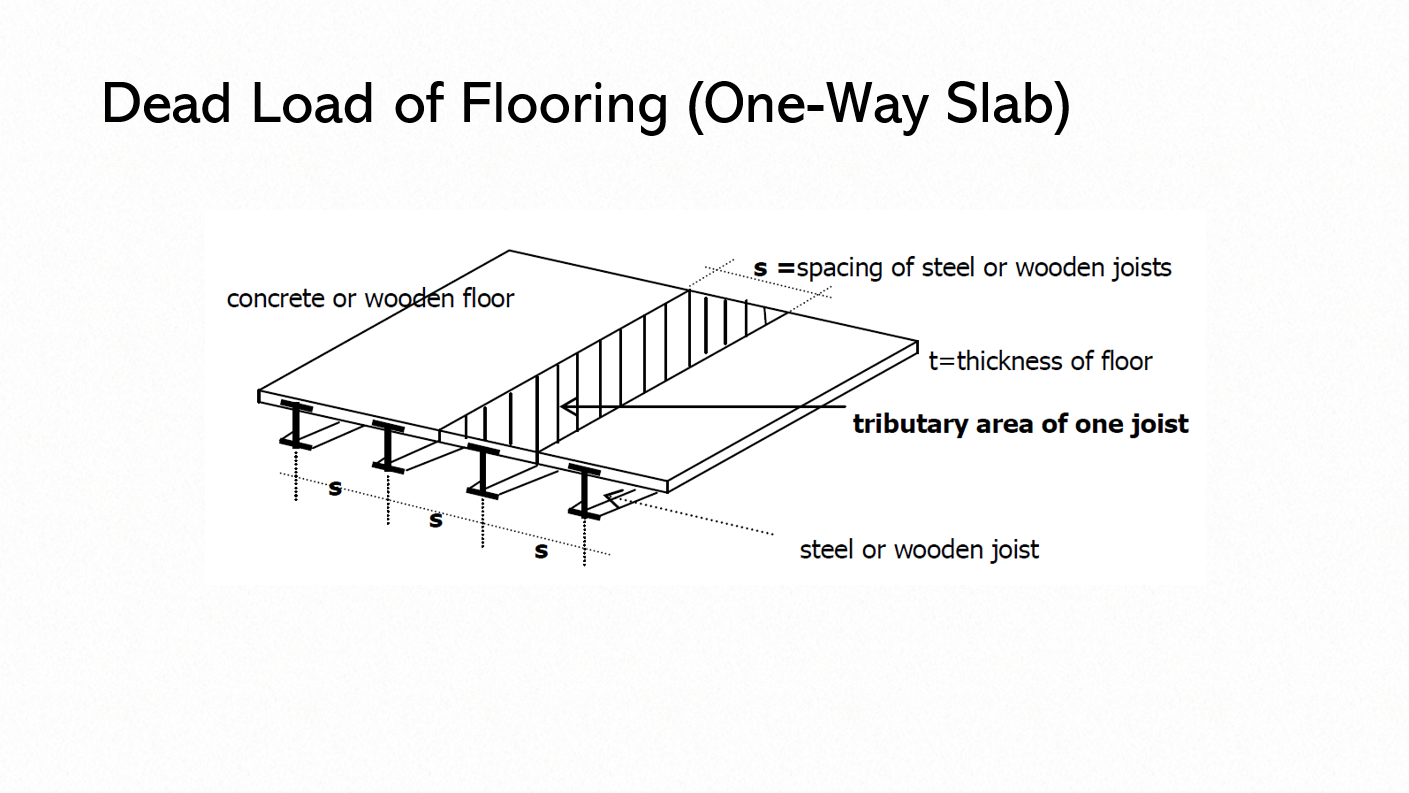 Dead Load of Flooring (One-Way Slab)
s =spacing of steel or wooden joists
concrete or wooden floor
t=thickness of floor
tributary area of one joist
s
s
s
steel or wooden joist